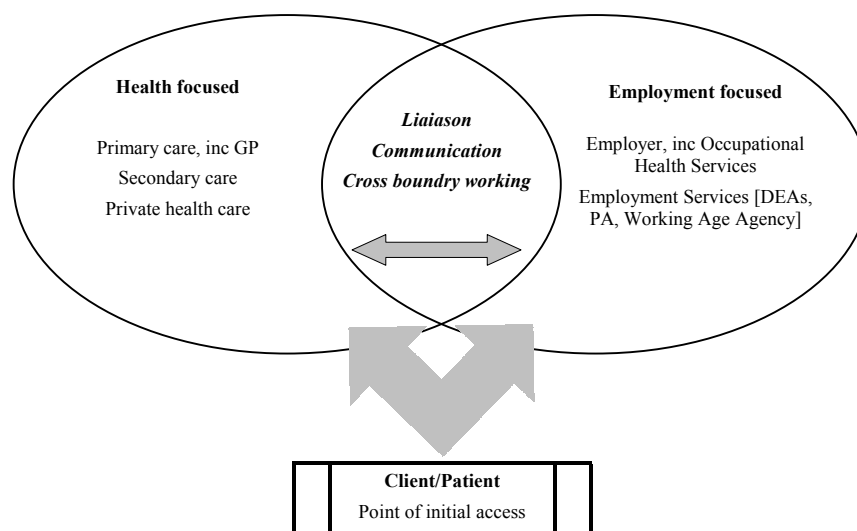 Health focused
Primary care, inc GP
Secondary care
Private health care
Liaiason
Communication
Cross boundry working
Employment focused
Employer, inc Occupational
Health Services
Employment Services [DEAs,
PA, Working Age Agency]
Client/Patient
Point of initial access